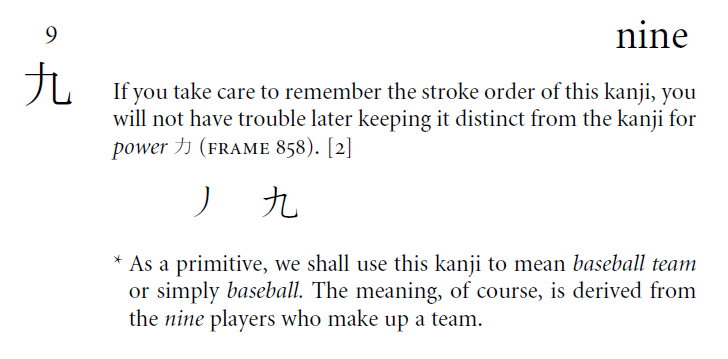 9
nine
九
If you take care to remember the stroke order of this kanji, you
will not have trouble later keeping it distinct from the kanji for
power 力 (FRAME 858). [2]
丿 九
* As a primitive, we shall use this kanji to mean baseball team
or simply baseball. The meaning, of course, is derived from
the nine players who make up a team.